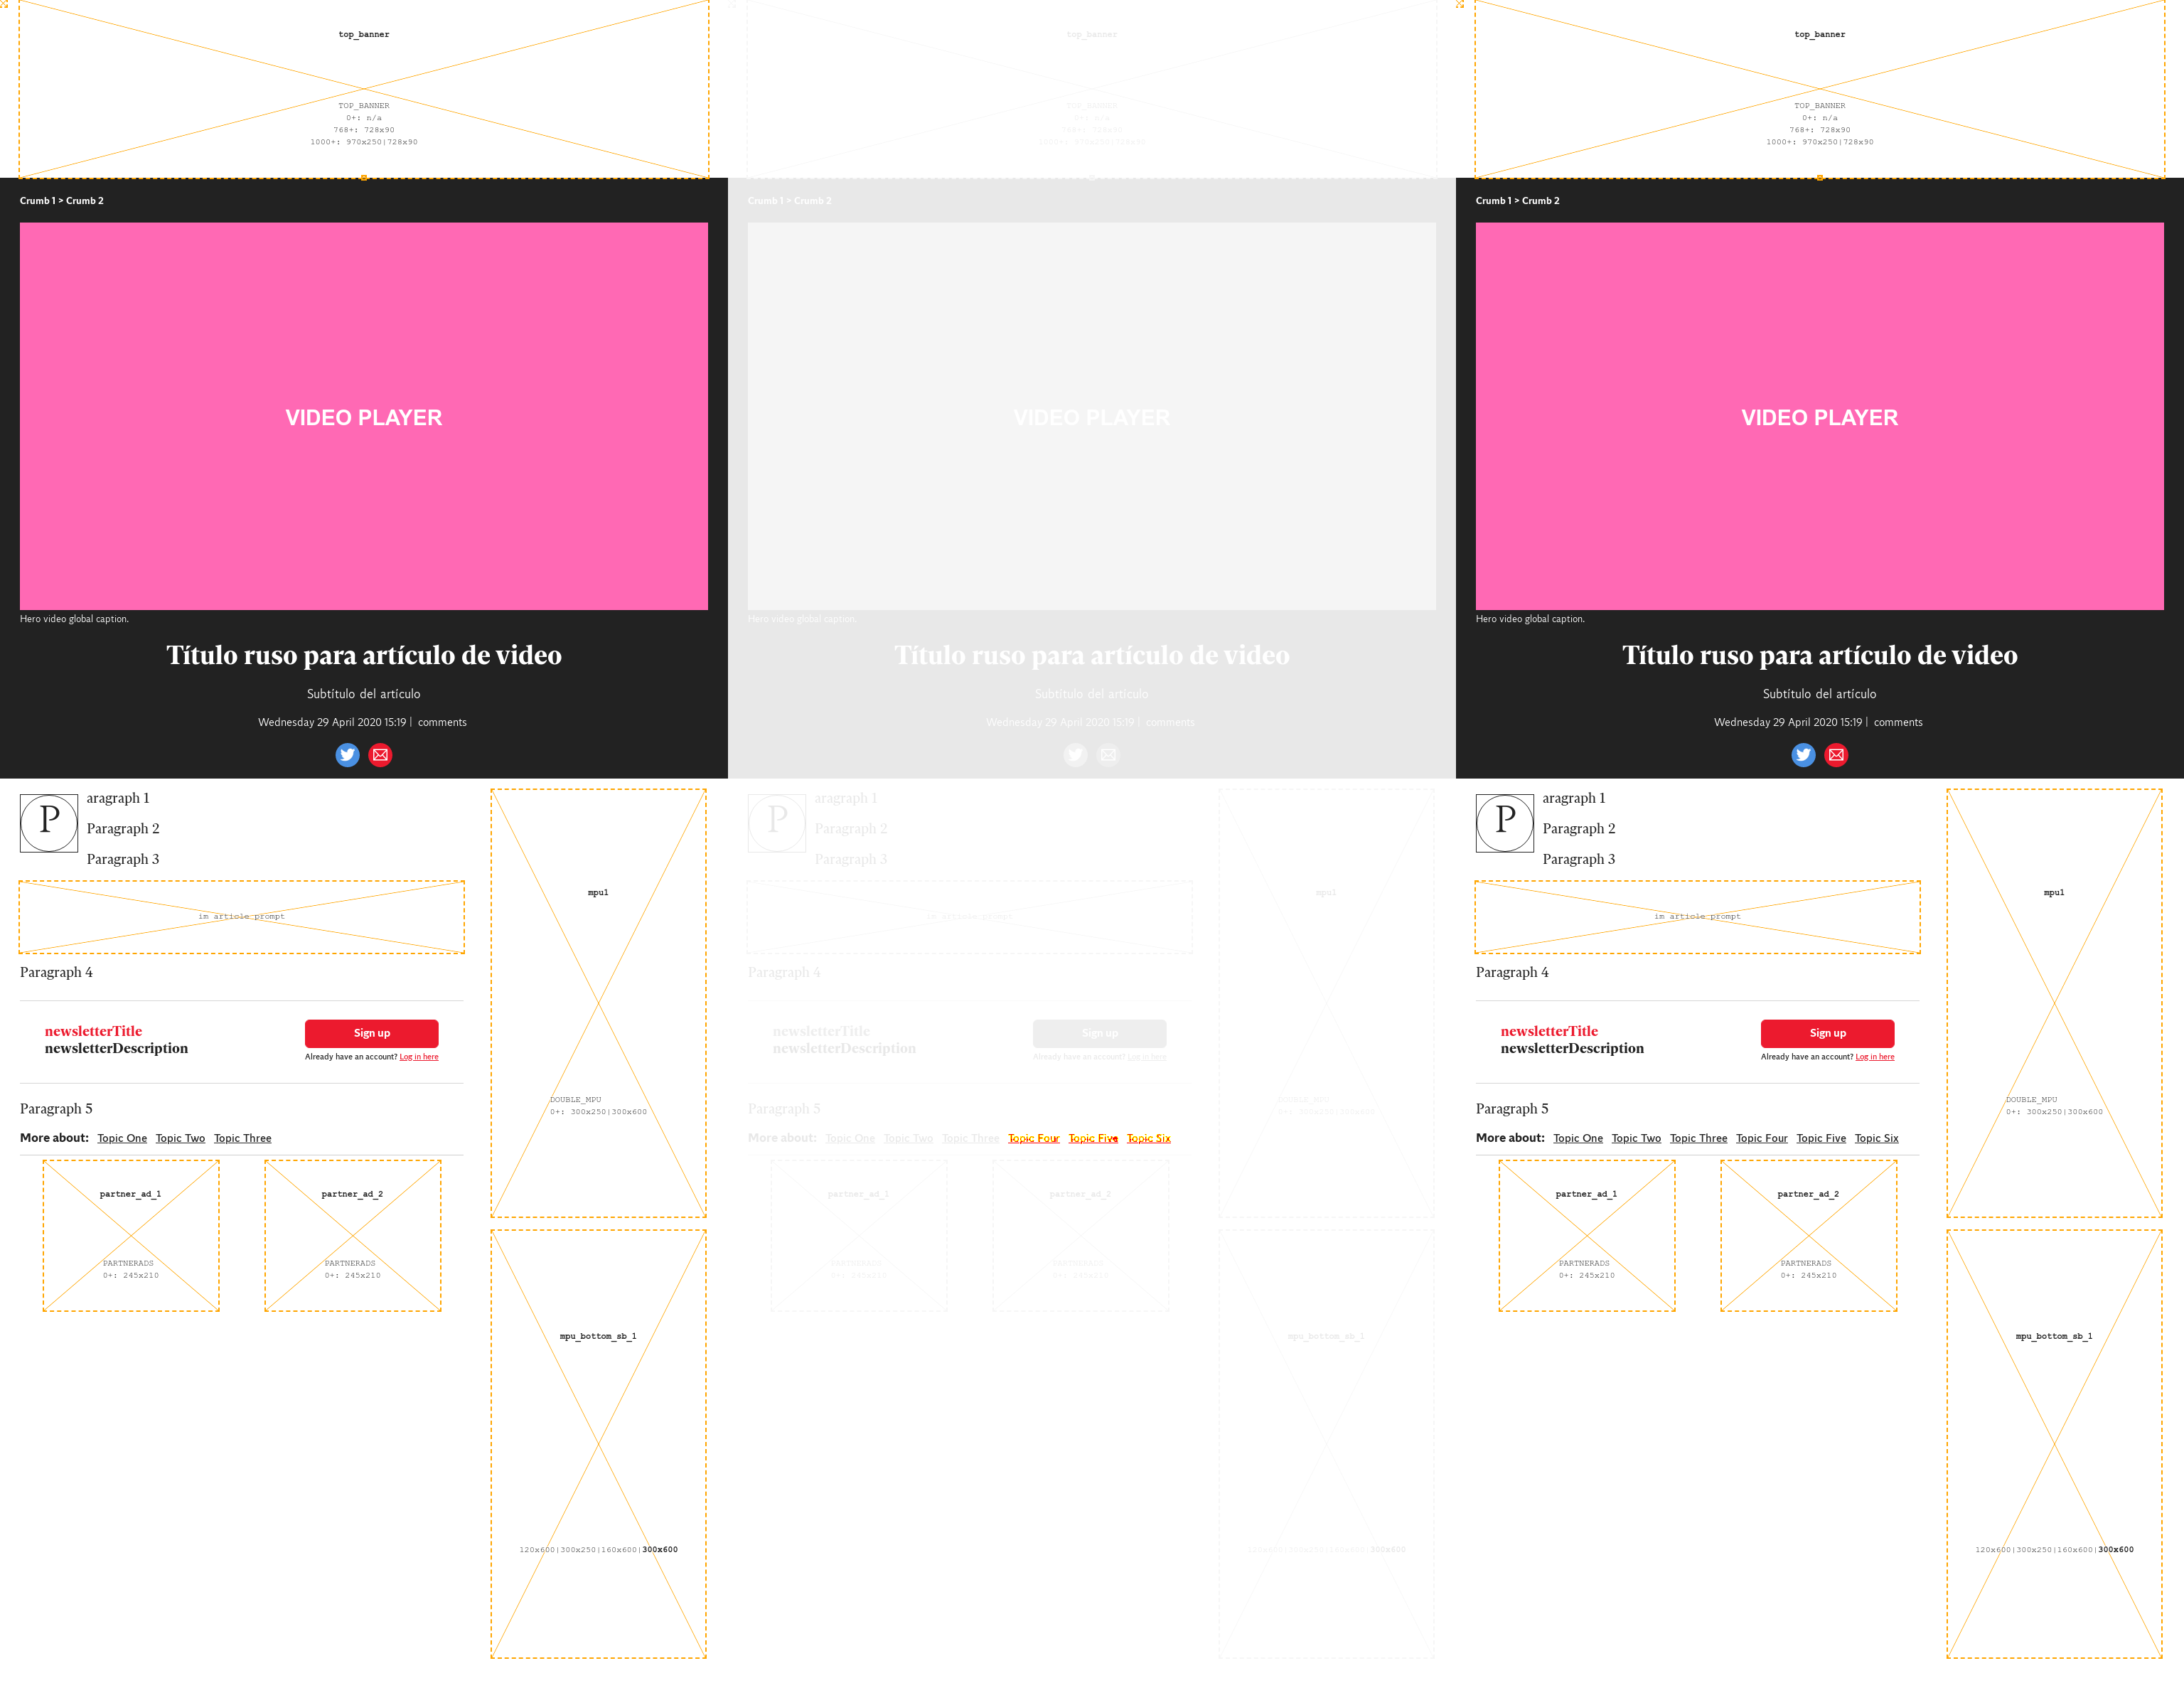 top_banner
TOP_BANNER
0+: n/a
768+: 728x90
1000+: 970x250|728x90
Crumb 1 > Crumb 2
VIDEO PLAYER
Hero video global caption.
Título ruso para artículo de video
Subtítulo del artículo
Wednesday 29 April 2020 15:19 | comments
P
aragraph 1
Paragraph 2
Paragraph 3
im article prompt
Paragraph 4
newsletterTitle
newsletterDescription
Sign up
Already have an account? Log in here
Paragraph 5
More about: Topic One Topic Two Topic Three
partner_ad_1
PARTNERADS
0+: 245x210
partner_ad_2
PARTNERADS
0+: 245x210
mpu1
DOUBLE_MPU
0+: 300x250|300x600
mpu_bottom_sb_1
120x600|300x250|160x600|300x600
top_banner
TOP_BANNER
0+: n/a
768+: 728x90
1000+: 970x250|728x90
Crumb 1 > Crumb 2
VIDEO PLAYER
Hero video global caption.
Título ruso para artículo de video
Subtítulo del artículo
Wednesday 29 April 2020 15:19 | comments
P
aragraph 1
Paragraph 2
Paragraph 3
im article prompt
Paragraph 4
newsletterTitle
newsletterDescription
Sign up
Already have an account? Log in here
Paragraph 5
More about: Topic One Topic Two Topic Three Topic Four Topic Five Topic Six
partner_ad_1
PARTNERADS
0+: 245x210
partner_ad_2
PARTNERADS
0+: 245x210
mpu1
DOUBLE_MPU
0+: 300x250|300x600
mpu_bottom_sb_1
120x600|300x250|160x600|300x600
top_banner
TOP_BANNER
0+: n/a
768+: 728x90
1000+: 970x250|728x90
Crumb 1 > Crumb 2
VIDEO PLAYER
Hero video global caption.
Título ruso para artículo de video
Subtítulo del artículo
Wednesday 29 April 2020 15:19 | comments
P
aragraph 1
Paragraph 2
Paragraph 3
im article prompt
Paragraph 4
newsletterTitle
newsletterDescription
Sign up
Already have an account? Log in here
Paragraph 5
More about: Topic One Topic Two Topic Three Topic Four Topic Five Topic Six
partner_ad_1
PARTNERADS
0+: 245x210
partner_ad_2
PARTNERADS
0+: 245x210
mpu1
DOUBLE_MPU
0+: 300x250|300x600
mpu_bottom_sb_1
120x600|300x250|160x600|300x600